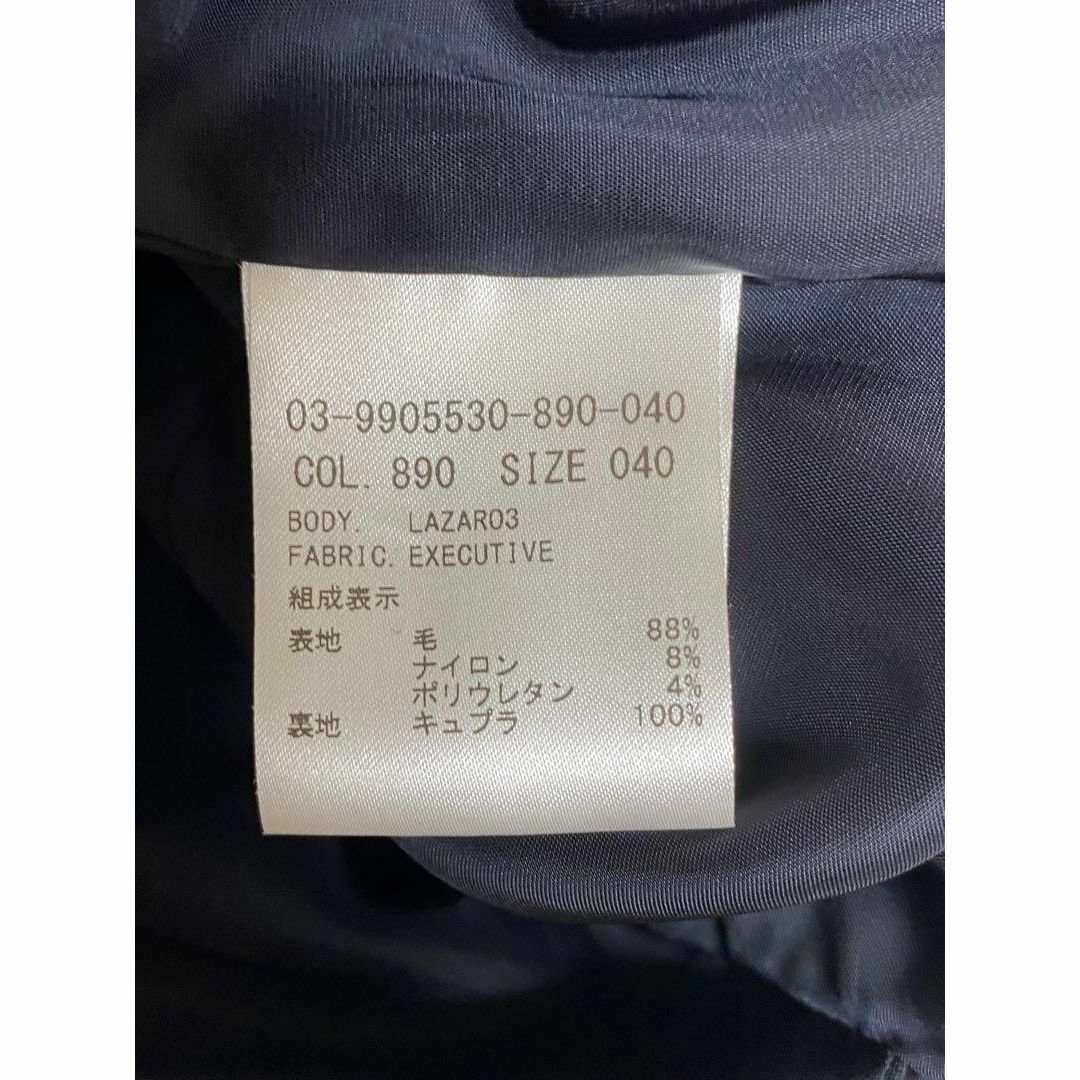 03-9905530-890-040
COL. 890 SIZE 040
BODY. LAZARO3
FABRIC. EXECUTIVE
組成表示
表地 毛 88%
ナイロン 8%
ポリウレタン 4%
裏地 キュプラ 100%